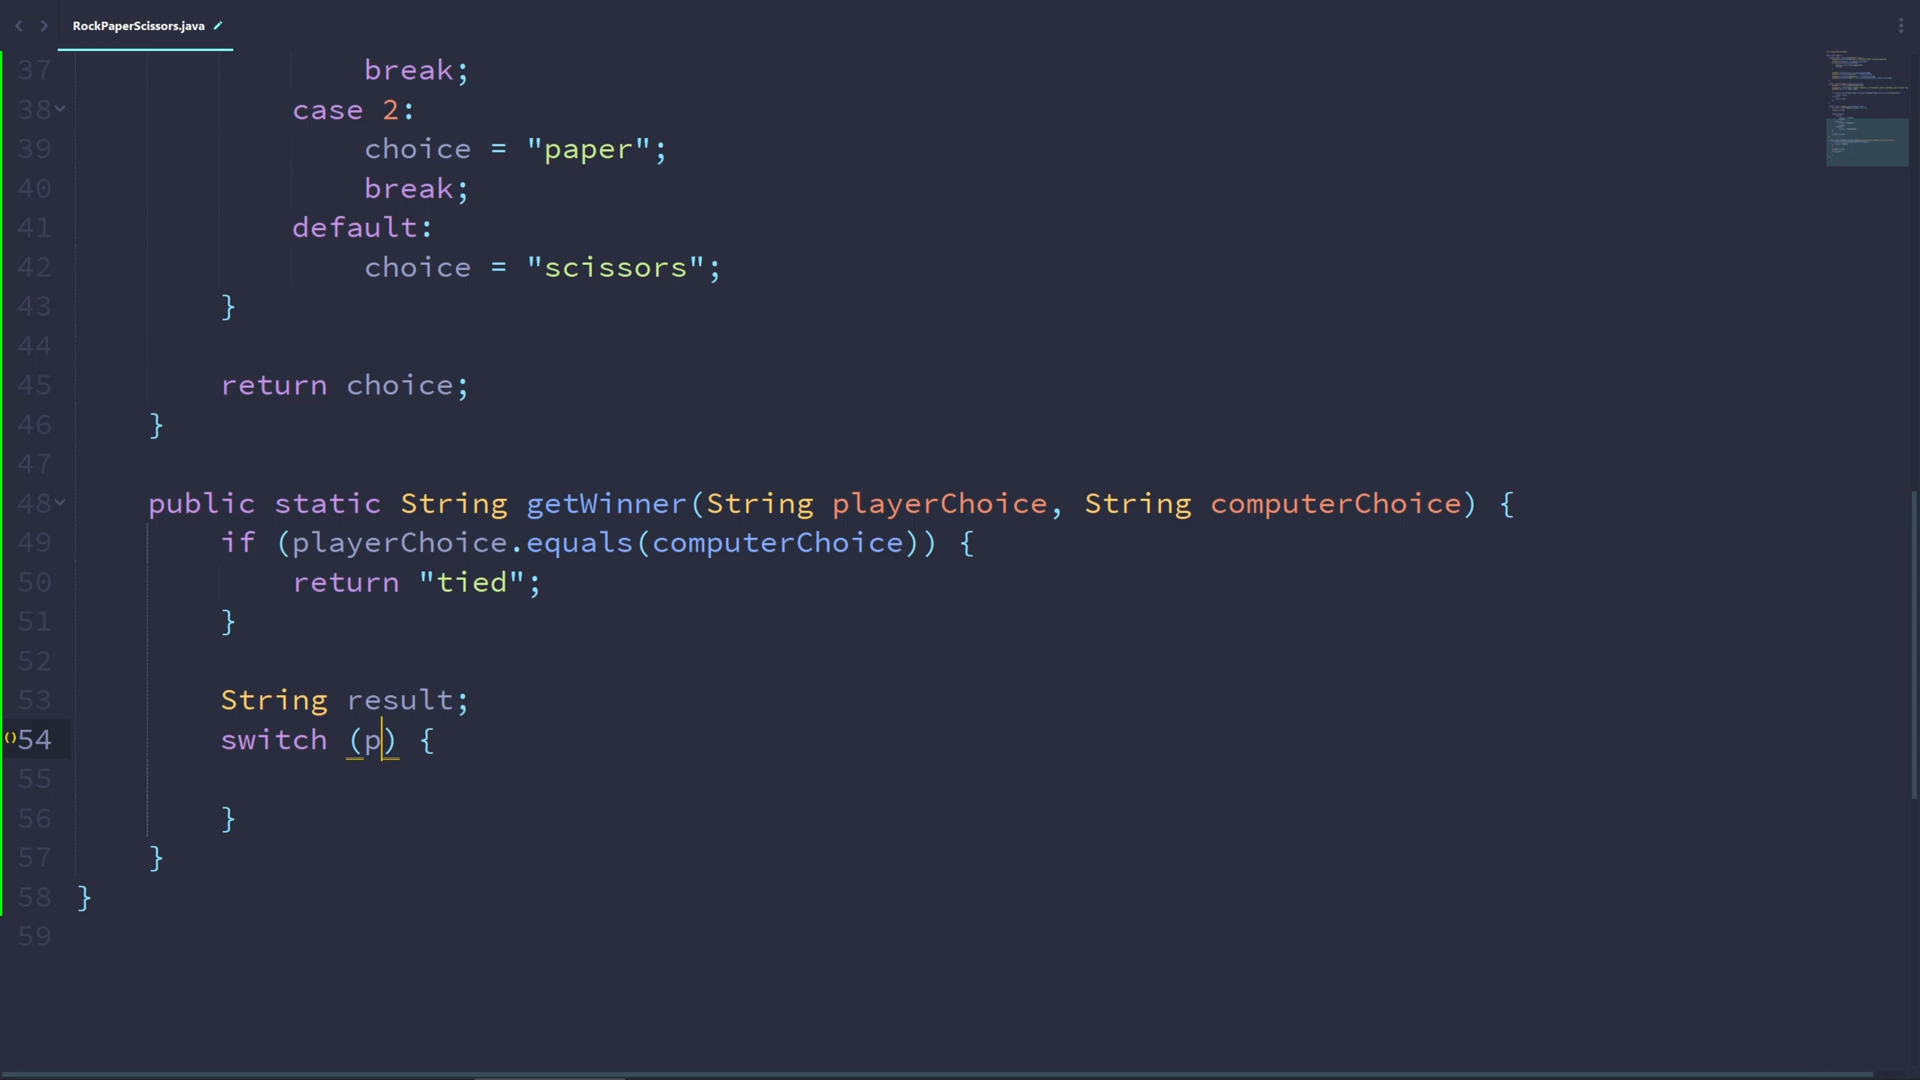 RockPaperScissors.java
37 break;
38 case 2:
39 choice = "paper";
40 break;
41 default:
42 choice = "scissors";
43 }
44
45 return choice;
46 }
47
48 public static String getWinner(String playerChoice, String computerChoice) {
49 if (playerChoice.equals(computerChoice)) {
50 return "tied";
51 }
52
53 String result;
54 switch (p) {
55
56 }
57 }
58 }
59